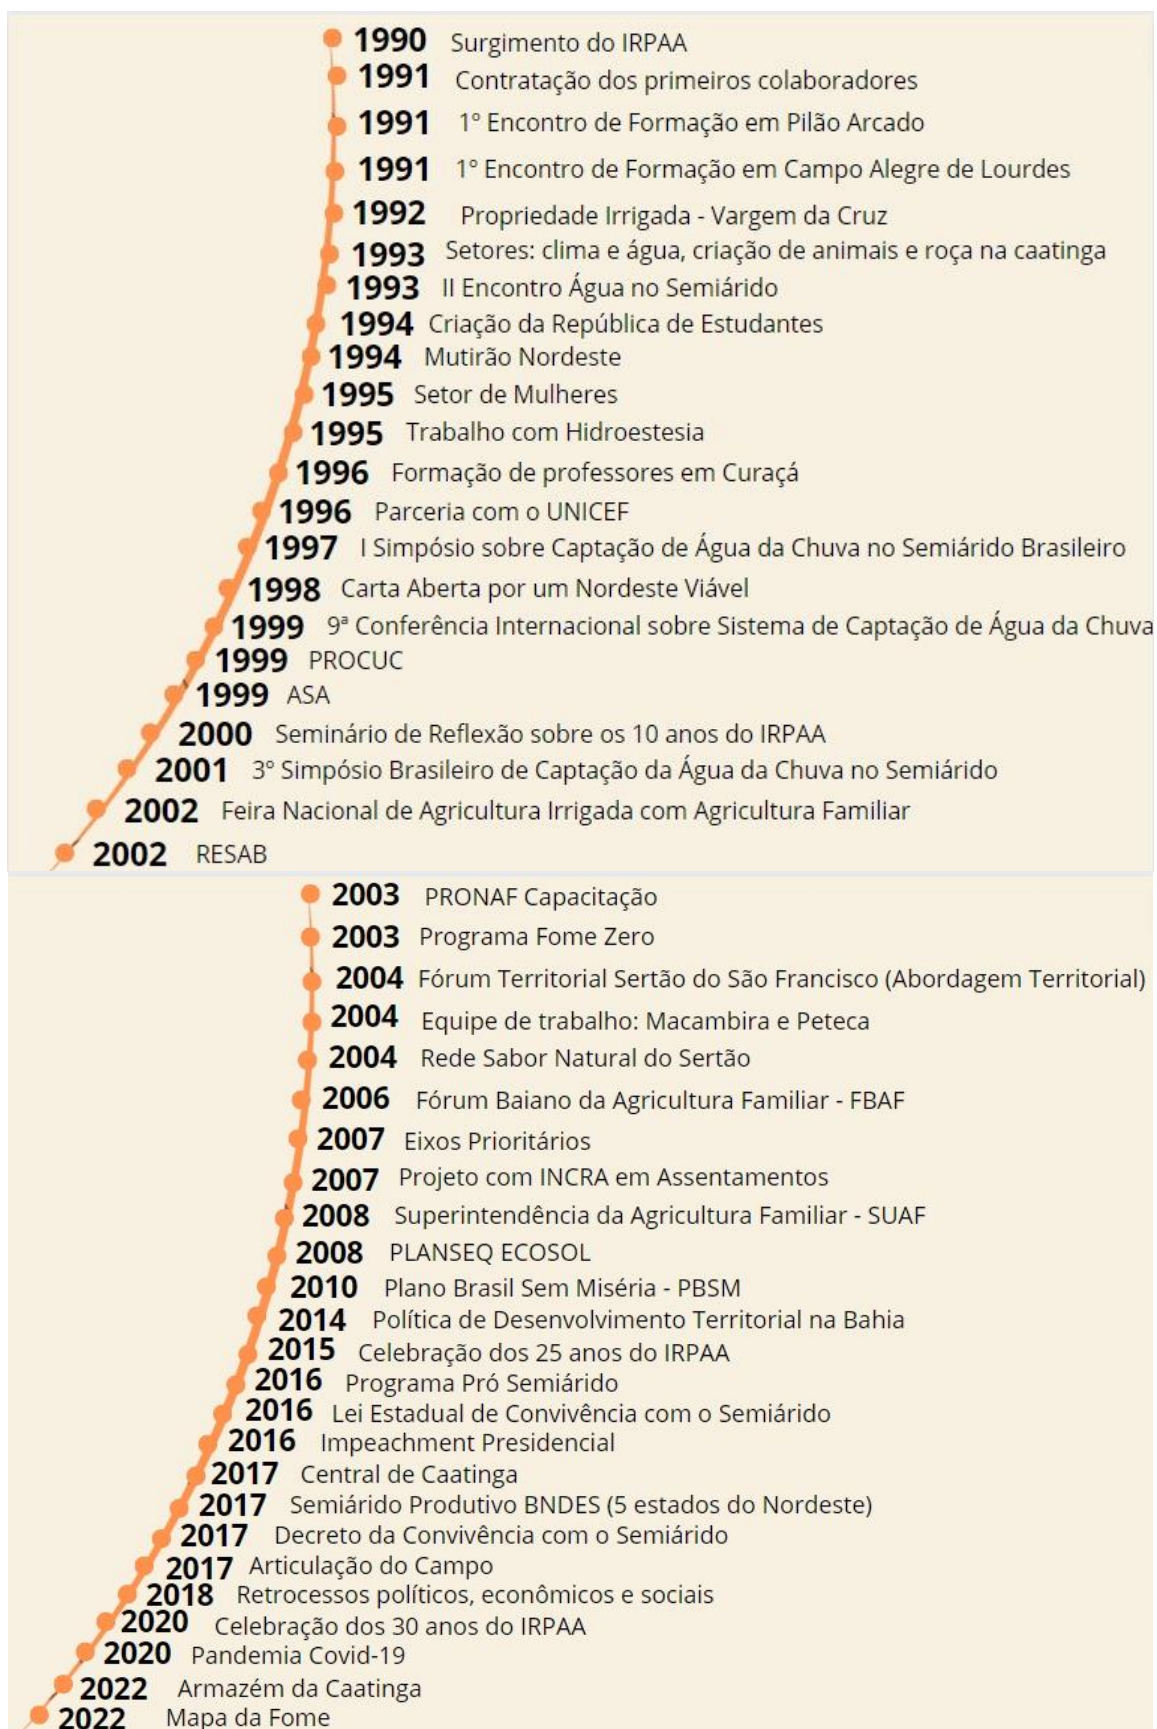 1990 Surgimento do IRPAA
1991 Contratação dos primeiros colaboradores
1991 1º Encontro de Formação em Pilão Arcado
1991 1º Encontro de Formação em Campo Alegre de Lourdes
1992 Propriedade Irrigada - Vargem da Cruz
1993 Setores: clima e água, criação de animais e roça na caatinga
1993 II Encontro Água no Semiárido
1994 Criação da República de Estudantes
1994 Mutirão Nordeste
1995 Setor de Mulheres
1995 Trabalho com Hidroestesia
1996 Formação de professores em Curaçá
1996 Parceria com o UNICEF
1997 I Simpósio sobre Captação de Água da Chuva no Semiárido Brasileiro
1998 Carta Aberta por um Nordeste Viável
1999 9ª Conferência Internacional sobre Sistema de Captação de Água da Chuva
1999 PROCUC
1999 ASA
2000 Seminário de Reflexão sobre os 10 anos do IRPAA
2001 3º Simpósio Brasileiro de Captação da Água da Chuva no Semiárido
2002 Feira Nacional de Agricultura Irrigada com Agricultura Familiar
2002 RESAB
2003 PRONAF Capacitação
2003 Programa Fome Zero
2004 Fórum Territorial Sertão do São Francisco (Abordagem Territorial)
2004 Equipe de trabalho: Macambira e Peteca
2004 Rede Sabor Natural do Sertão
2006 Fórum Baiano da Agricultura Familiar - FBAF
2007 Eixos Prioritários
2007 Projeto com INCRA em Assentamentos
2008 Superintendência da Agricultura Familiar - SUAF
2008 PLANSEQ ECOSOL
2010 Plano Brasil Sem Miséria - PBSM
2014 Política de Desenvolvimento Territorial na Bahia
2015 Celebração dos 25 anos do IRPAA
2016 Programa Pró Semiárido
2016 Lei Estadual de Convivência com o Semiárido
2016 Impeachment Presidencial
2017 Central de Caatinga
2017 Semiárido Produtivo BNDES (5 estados do Nordeste)
2017 Decreto da Convivência com o Semiárido
2017 Articulação do Campo
2018 Retrocessos políticos, econômicos e sociais
2020 Celebração dos 30 anos do IRPAA
2020 Pandemia Covid-19
2022 Armazém da Caatinga
2022 Mapa da Fome